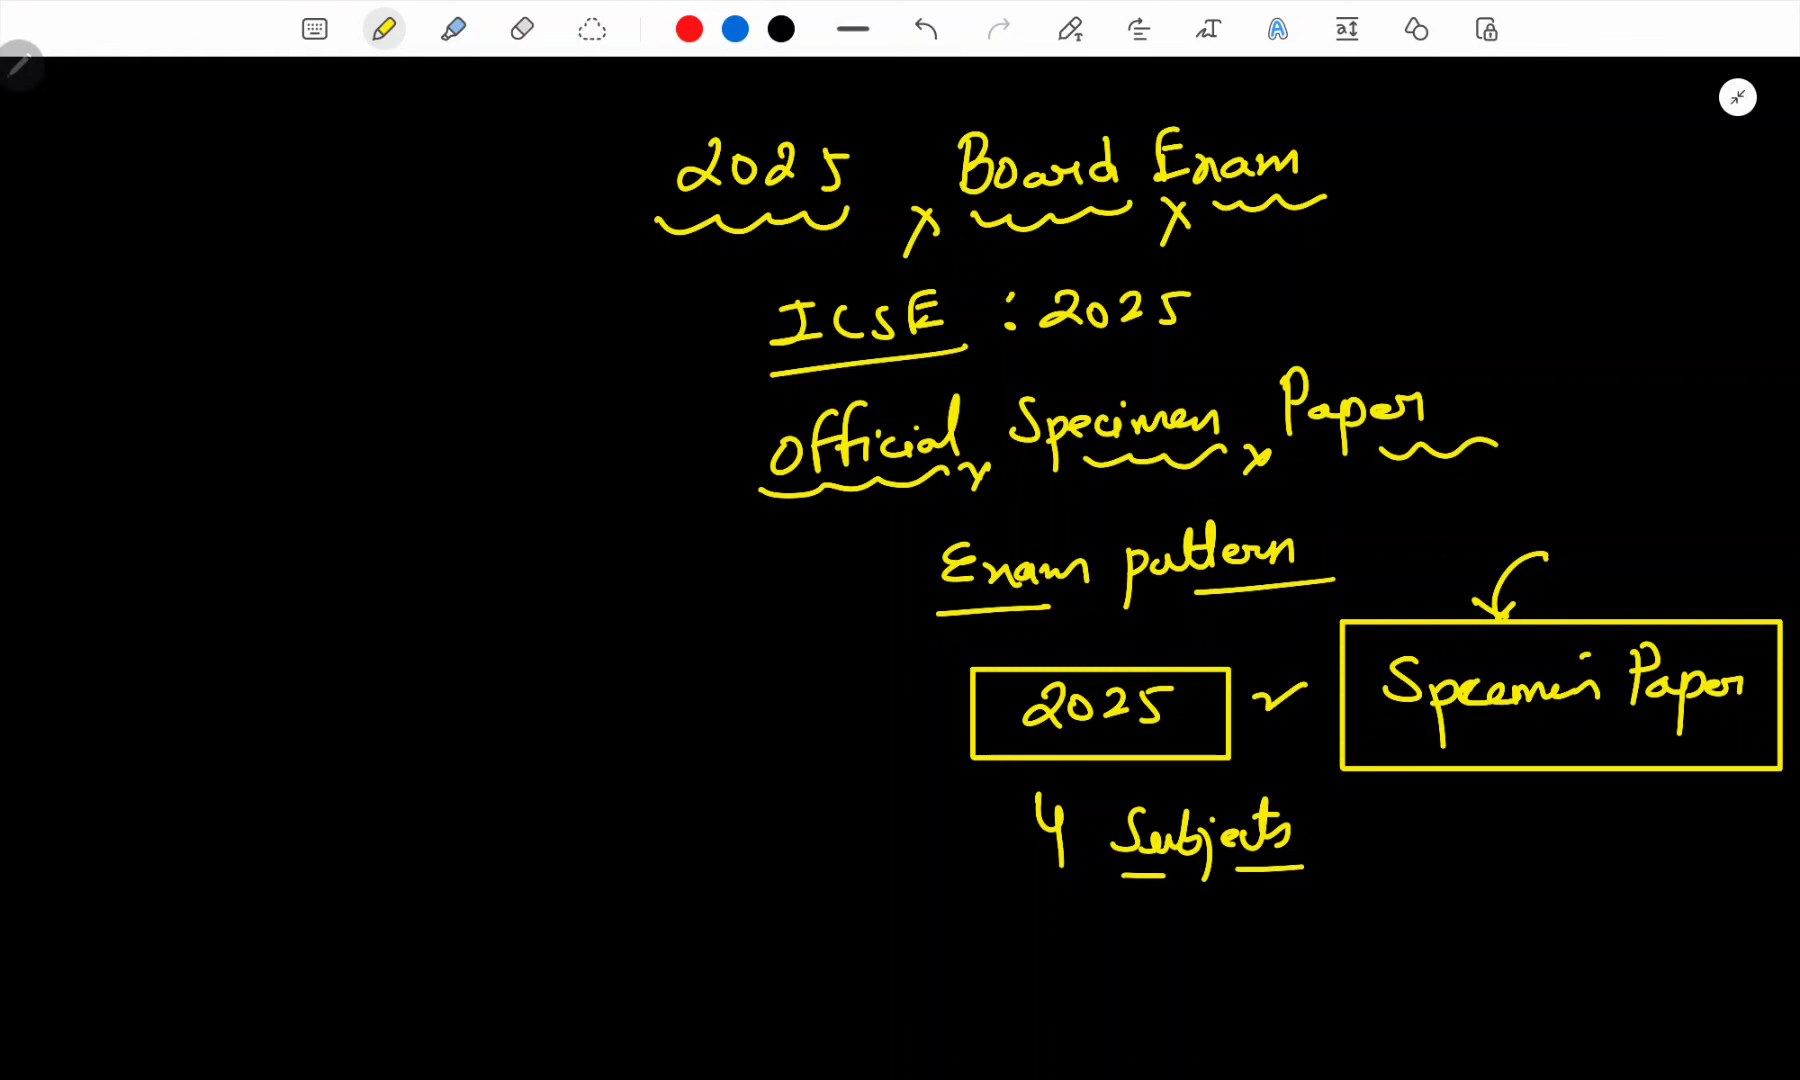 2025 Board Exam
ICSE : 2025
Official Specimen Paper
Exam pattern
2025 Specimen Paper
4 Subjects